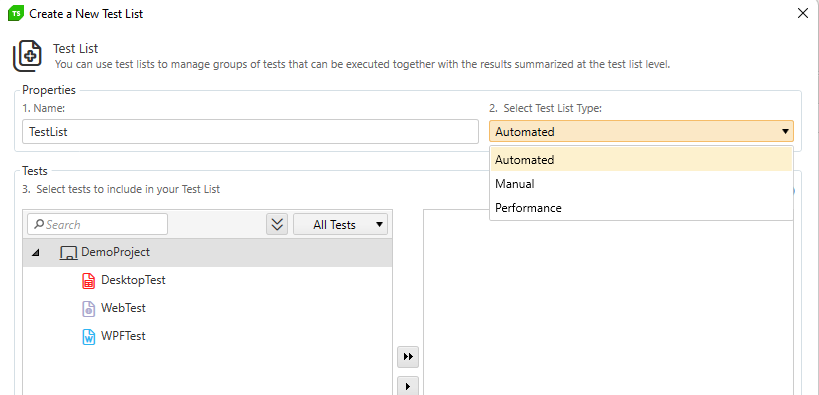 TS Create a New Test List
Test List
You can use test lists to manage groups of tests that can be executed together with the results summarized at the test list level.
Properties
1. Name:
2. Select Test List Type:
TestList
Automated
Automated
Manual
Performance
Tests
3. Select tests to include in your Test List
Search
All Tests
DemoProject
DesktopTest
WebTest
WPFTest